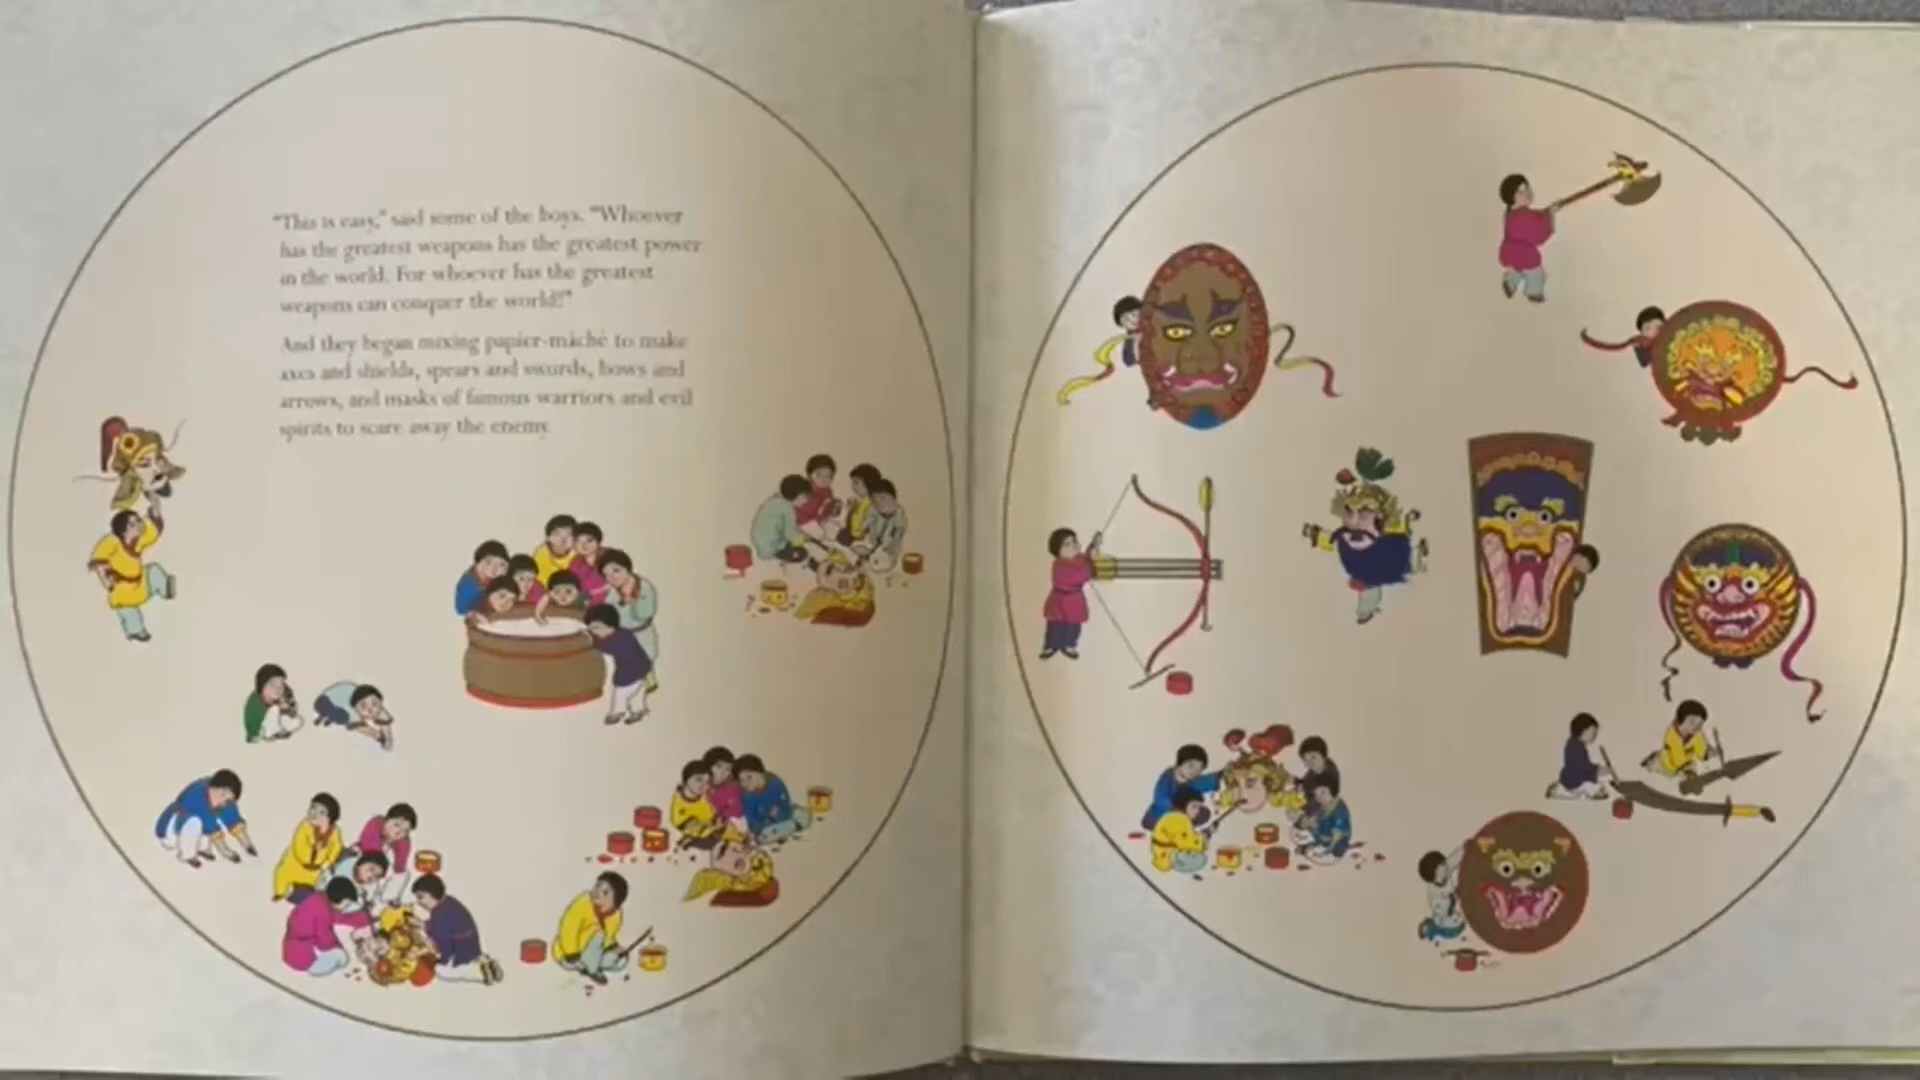 "This is easy," said some of the boys. "Whoever
has the greatest weapons has the greatest power
in the world. For whoever has the greatest
weapons can conquer the world!"
And they began mixing papier-mâché to make
axes and shields, spears and swords, bows and
arrows, and masks of famous warriors and evil
spirits to scare away the enemy.